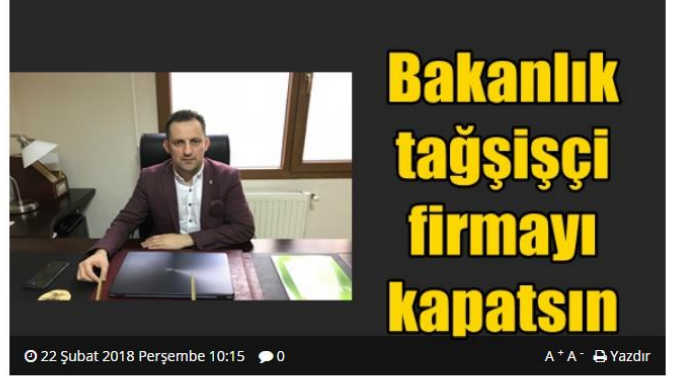 Bakanlık
tağşişçi
firmayı
kapatsın
22 Şubat 2018 Perşembe 10:15 0 A + A - Yazdır